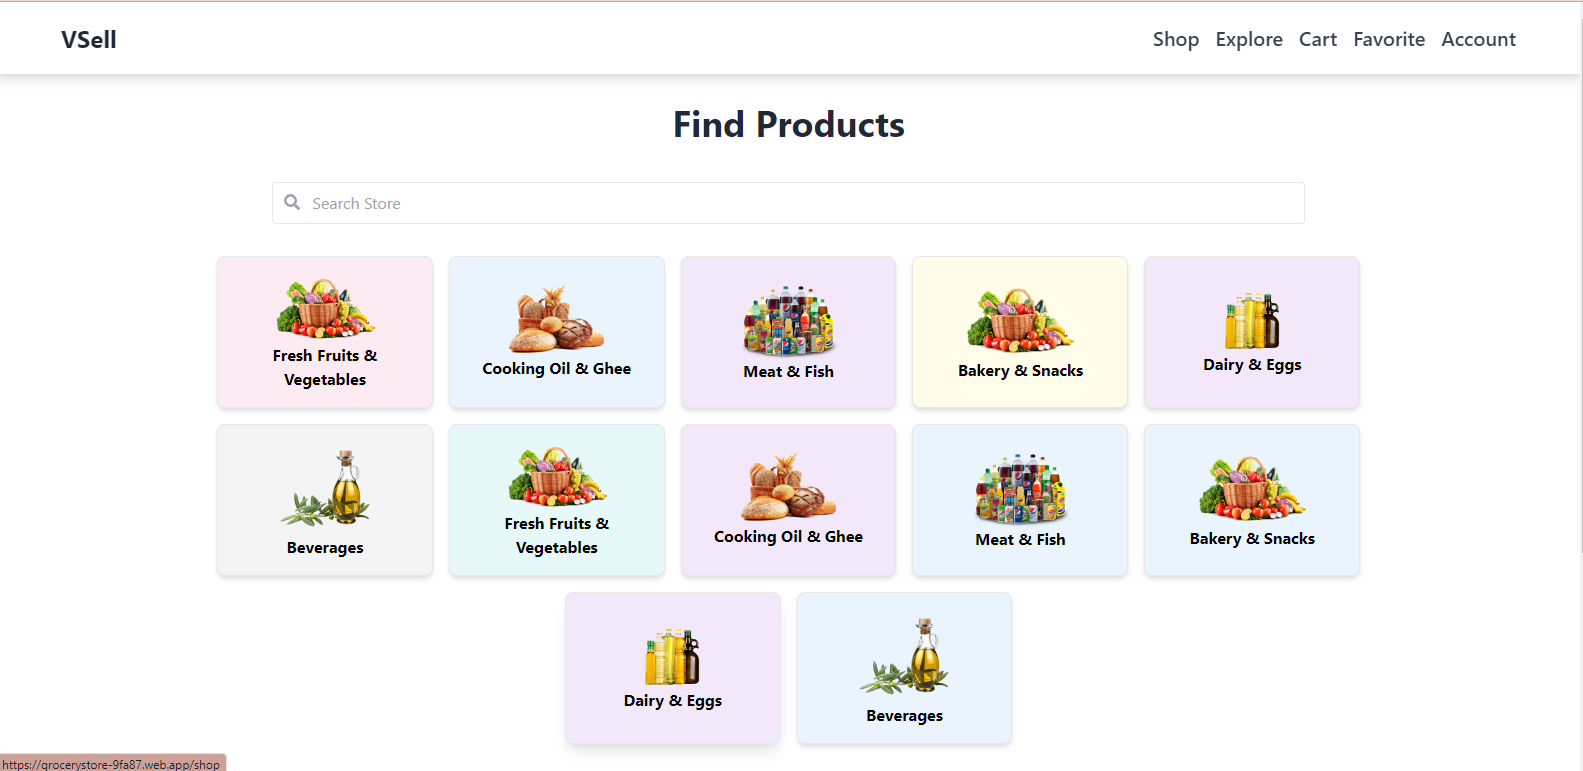 VSell
Shop Explore Cart Favorite Account
Find Products
Search Store
Fresh Fruits &
Vegetables
Cooking Oil & Ghee
Meat & Fish
Bakery & Snacks
Dairy & Eggs
Beverages
Fresh Fruits &
Vegetables
Cooking Oil & Ghee
Meat & Fish
Bakery & Snacks
Dairy & Eggs
Beverages
https://grocerystore-9fa87.web.app/shop